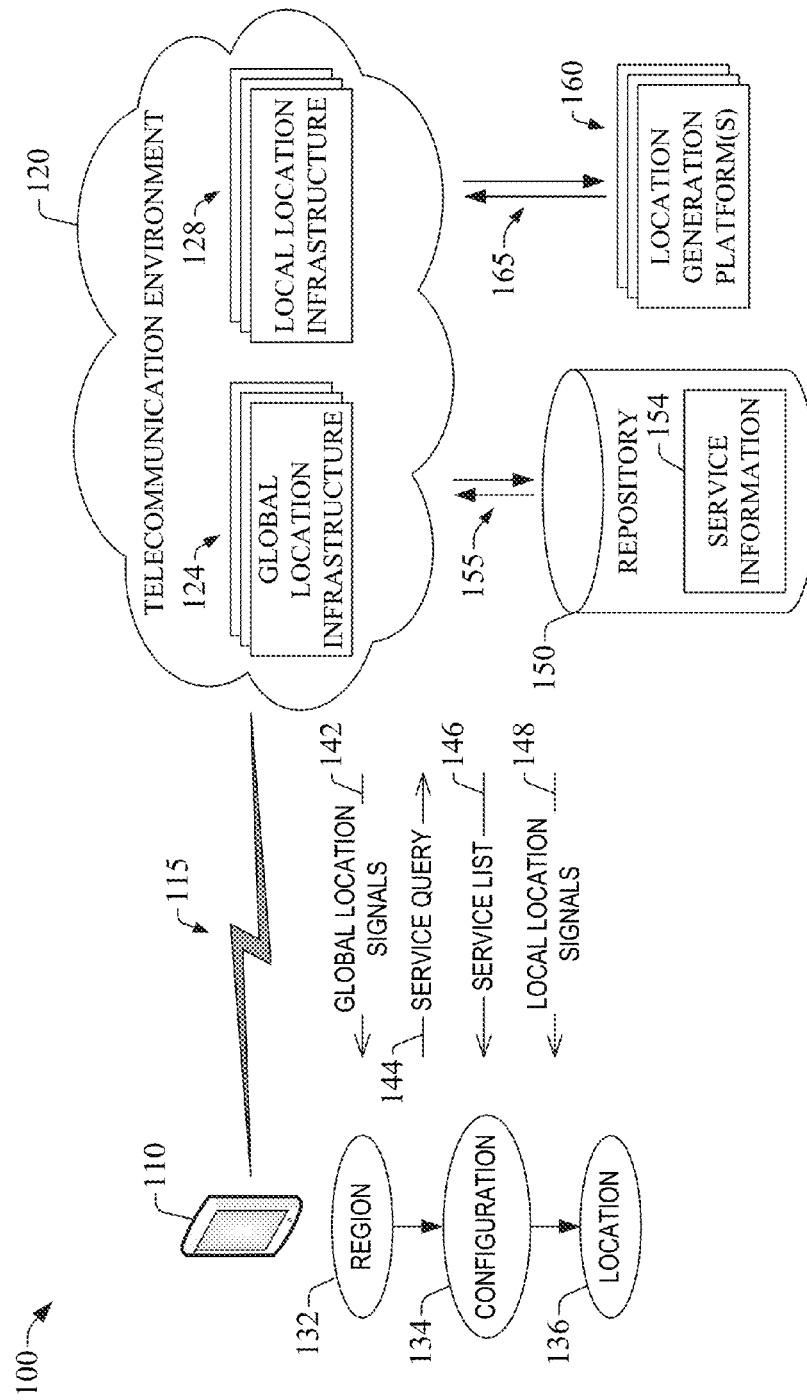 100
110
115
120
TELECOMMUNICATION ENVIRONMENT
124
GLOBAL
LOCATION
INFRASTRUCTURE
128
LOCAL LOCATION
INFRASTRUCTURE
132
REGION
134
CONFIGURATION
136
LOCATION
GLOBAL LOCATION
SIGNALS
142
144
SERVICE QUERY
SERVICE LIST
146
LOCAL LOCATION
SIGNALS
148
155
165
150
REPOSITORY
154
SERVICE
INFORMATION
160
LOCATION
GENERATION
PLATFORM(S)